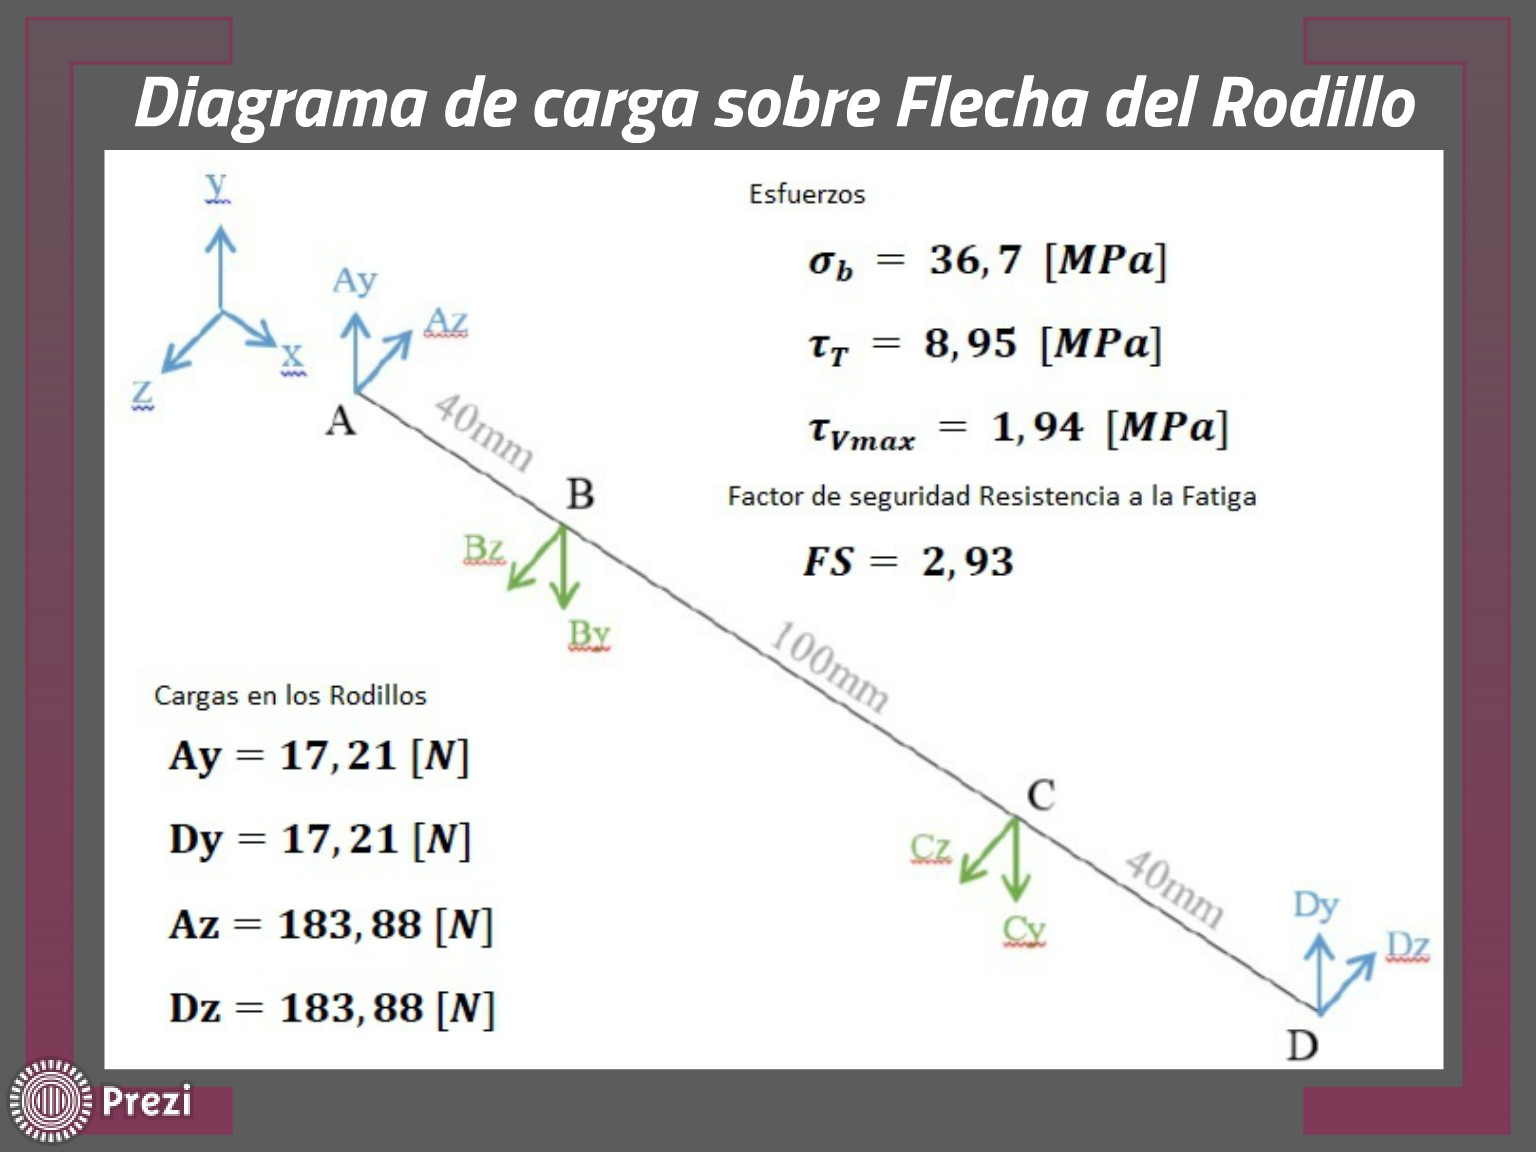 Diagrama de carga sobre Flecha del Rodillo
y
x
z
Ay
Az
A
40mm
B
Bz
By
100mm
C
Cz
Cy
40mm
Dy
Dz
D
Esfuerzos
σb = 36,7 [MPa]
τT = 8,95 [MPa]
τVmax = 1,94 [MPa]
Factor de seguridad Resistencia a la Fatiga
FS = 2,93
Cargas en los Rodillos
Ay = 17,21 [N]
Dy = 17,21 [N]
Az = 183,88 [N]
Dz = 183,88 [N]
Prezi